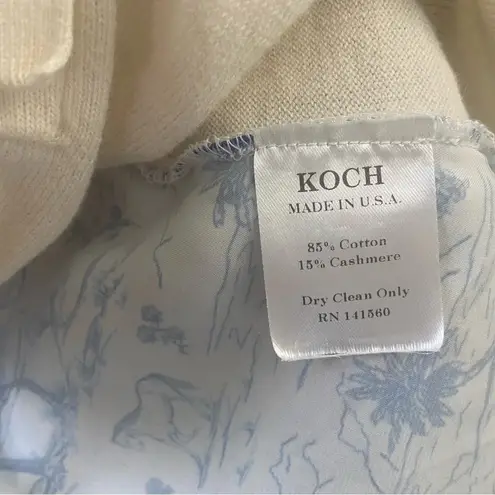 KOCH
MADE IN U.S.A.
85% Cotton
15% Cashmere
Dry Clean Only
RN 141560